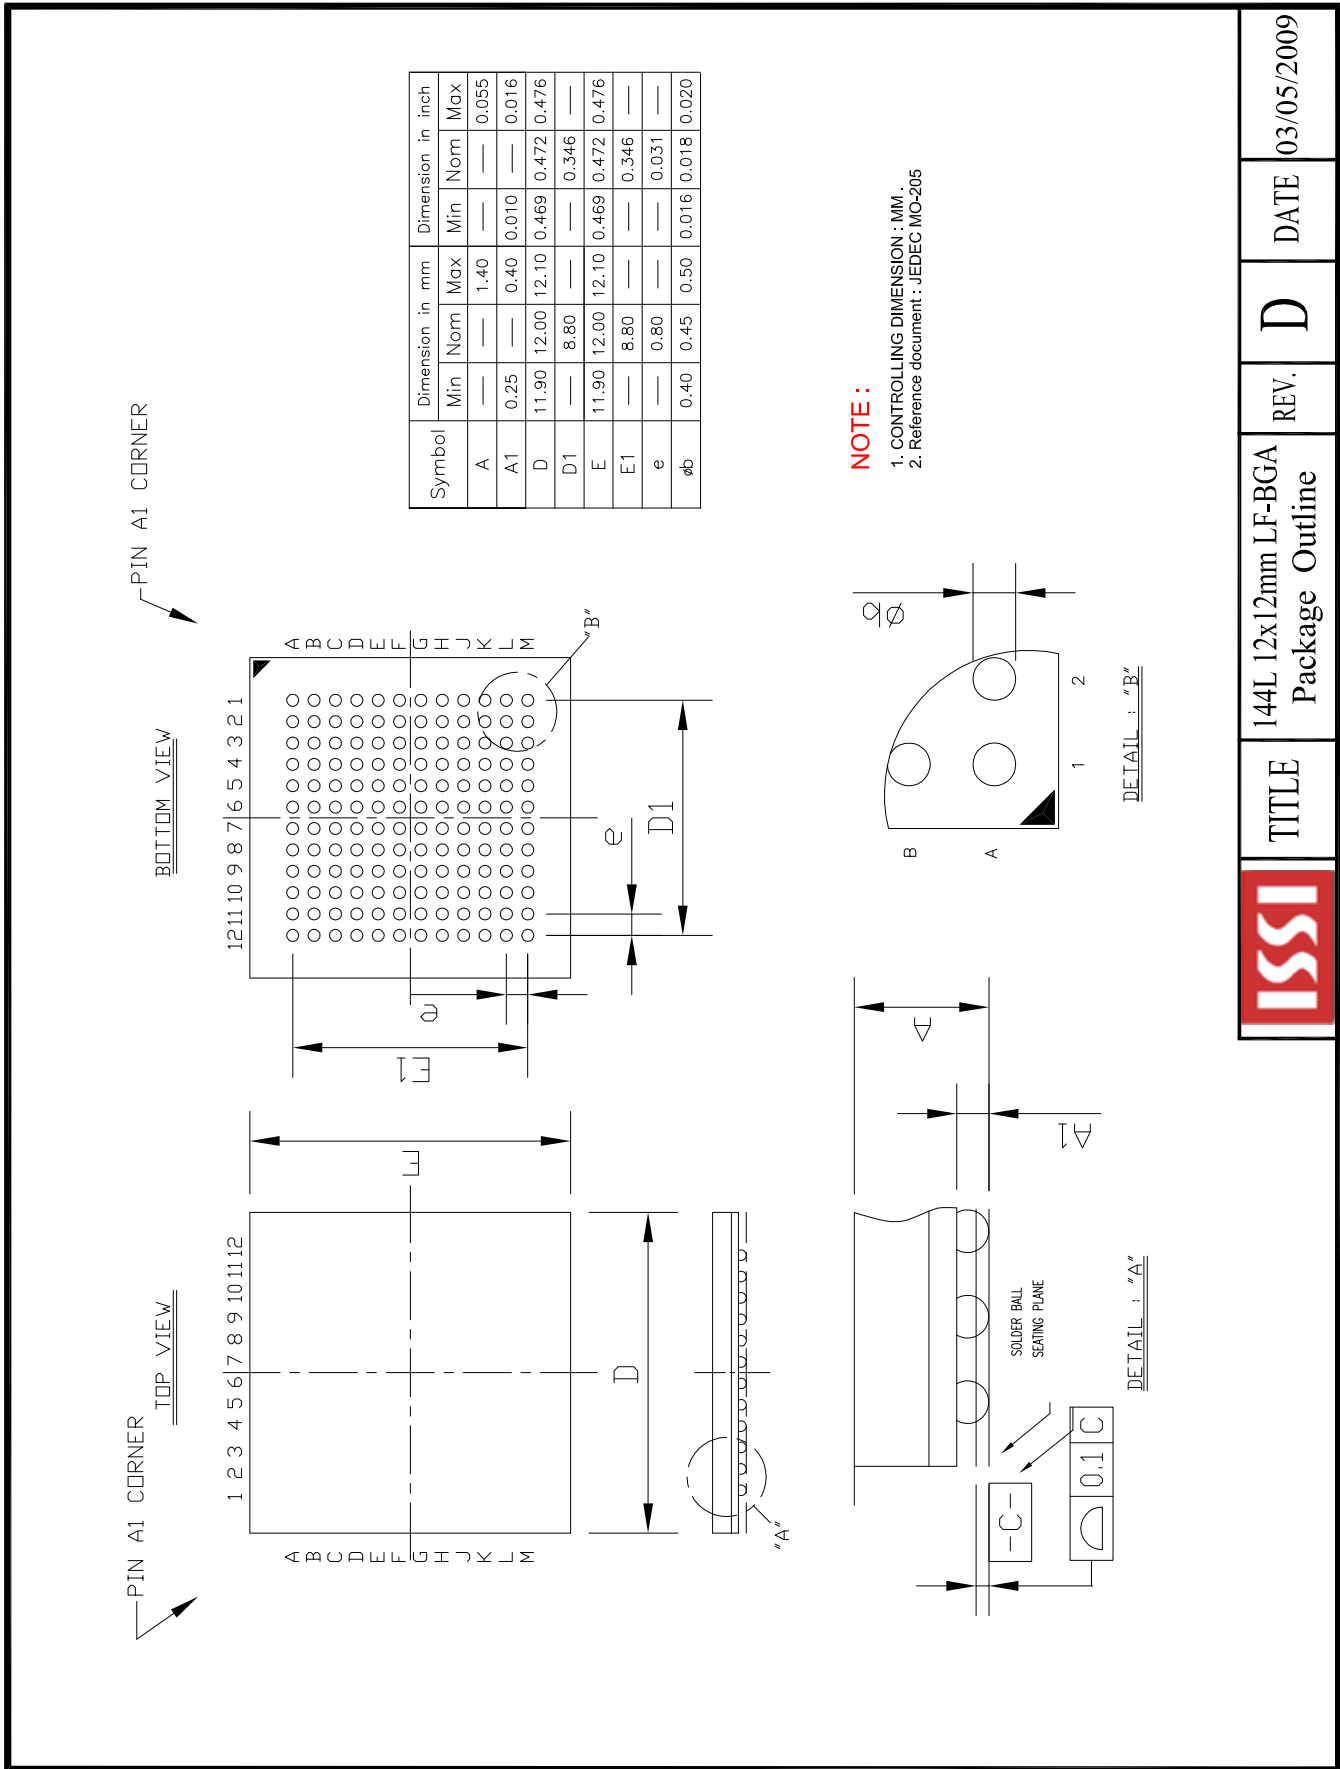 PIN A1 CORNER
TOP VIEW
1 2 3 4 5 6 7 8 9 10 11 12
A
B
C
D
E
F
G
H
J
K
L
M
E
D
"A"
PIN A1 CORNER
BOTTOM VIEW
12 11 10 9 8 7 6 5 4 3 2 1
A
B
C
D
E
F
G
H
J
K
L
M
E1
e
e
D1
"B"
Symbol Dimension in mm Dimension in inch
Min Nom Max Min Nom Max
A — — 1.40 — — 0.055
A1 0.25 — 0.40 0.010 — 0.016
D 11.90 12.00 12.10 0.469 0.472 0.476
D1 — 8.80 — — 0.346 —
E 11.90 12.00 12.10 0.469 0.472 0.476
E1 — 8.80 — — 0.346 —
e — 0.80 — — 0.031 —
øb 0.40 0.45 0.50 0.016 0.018 0.020
A
A1
SOLDER BALL
SEATING PLANE
-C-
0.1 C
DETAIL : "A"
B
A
1 2
Øb
DETAIL : "B"
NOTE :
1. CONTROLLING DIMENSION : MM .
2. Reference document : JEDEC MO-205
ISSI
TITLE
144L 12x12mm LF-BGA
Package Outline
REV.
D
DATE
03/05/2009